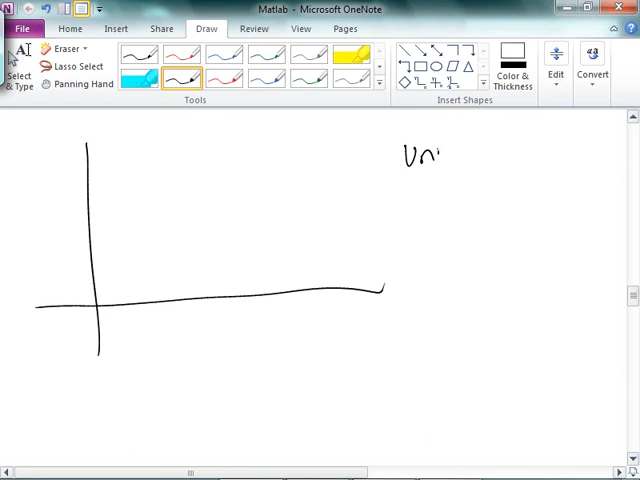 Matlab - Microsoft OneNote
File Home Insert Share Draw Review View Pages
Select & Type
Eraser
Lasso Select
Panning Hand
Color & Thickness
Edit
Convert
Tools
Insert Shapes
Uni